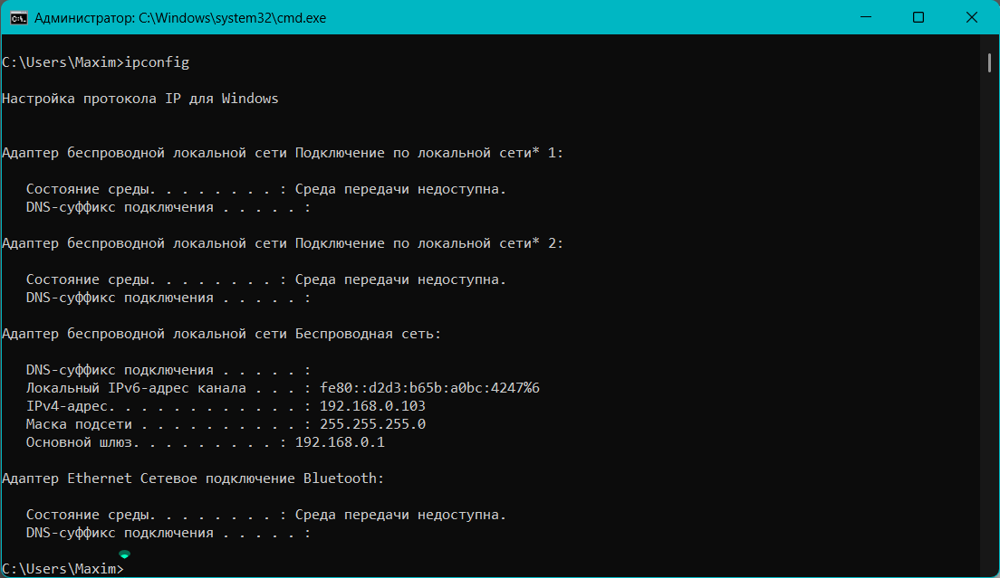 Администратор: C:\Windows\system32\cmd.exe
C:\Users\Maxim>ipconfig
Настройка протокола IP для Windows
Адаптер беспроводной локальной сети Подключение по локальной сети* 1:
Состояние среды. . . . . . . . : Среда передачи недоступна.
DNS-суффикс подключения . . . . . :
Адаптер беспроводной локальной сети Подключение по локальной сети* 2:
Состояние среды. . . . . . . . : Среда передачи недоступна.
DNS-суффикс подключения . . . . . :
Адаптер беспроводной локальной сети Беспроводная сеть:
DNS-суффикс подключения . . . . . :
Локальный IPv6-адрес канала . . . : fe80::d2d3:b65b:a0bc:4247%6
IPv4-адрес. . . . . . . . . . . . : 192.168.0.103
Маска подсети . . . . . . . . . . : 255.255.255.0
Основной шлюз. . . . . . . . . : 192.168.0.1
Адаптер Ethernet Сетевое подключение Bluetooth:
Состояние среды. . . . . . . . : Среда передачи недоступна.
DNS-суффикс подключения . . . . . :
C:\Users\Maxim>